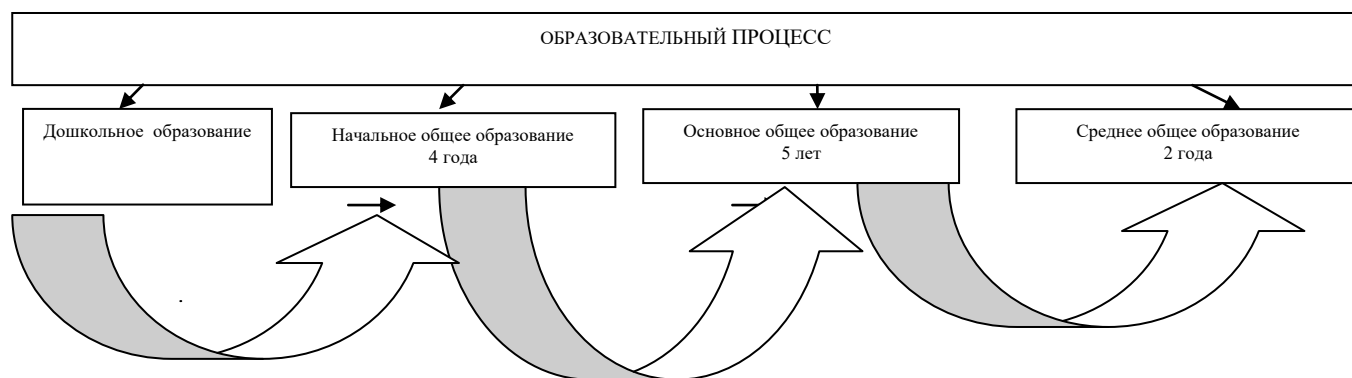 ОБРАЗОВАТЕЛЬНЫЙ ПРОЦЕСС
Дошкольное образование
Начальное общее образование
4 года
Основное общее образование
5 лет
Среднее общее образование
2 года
.